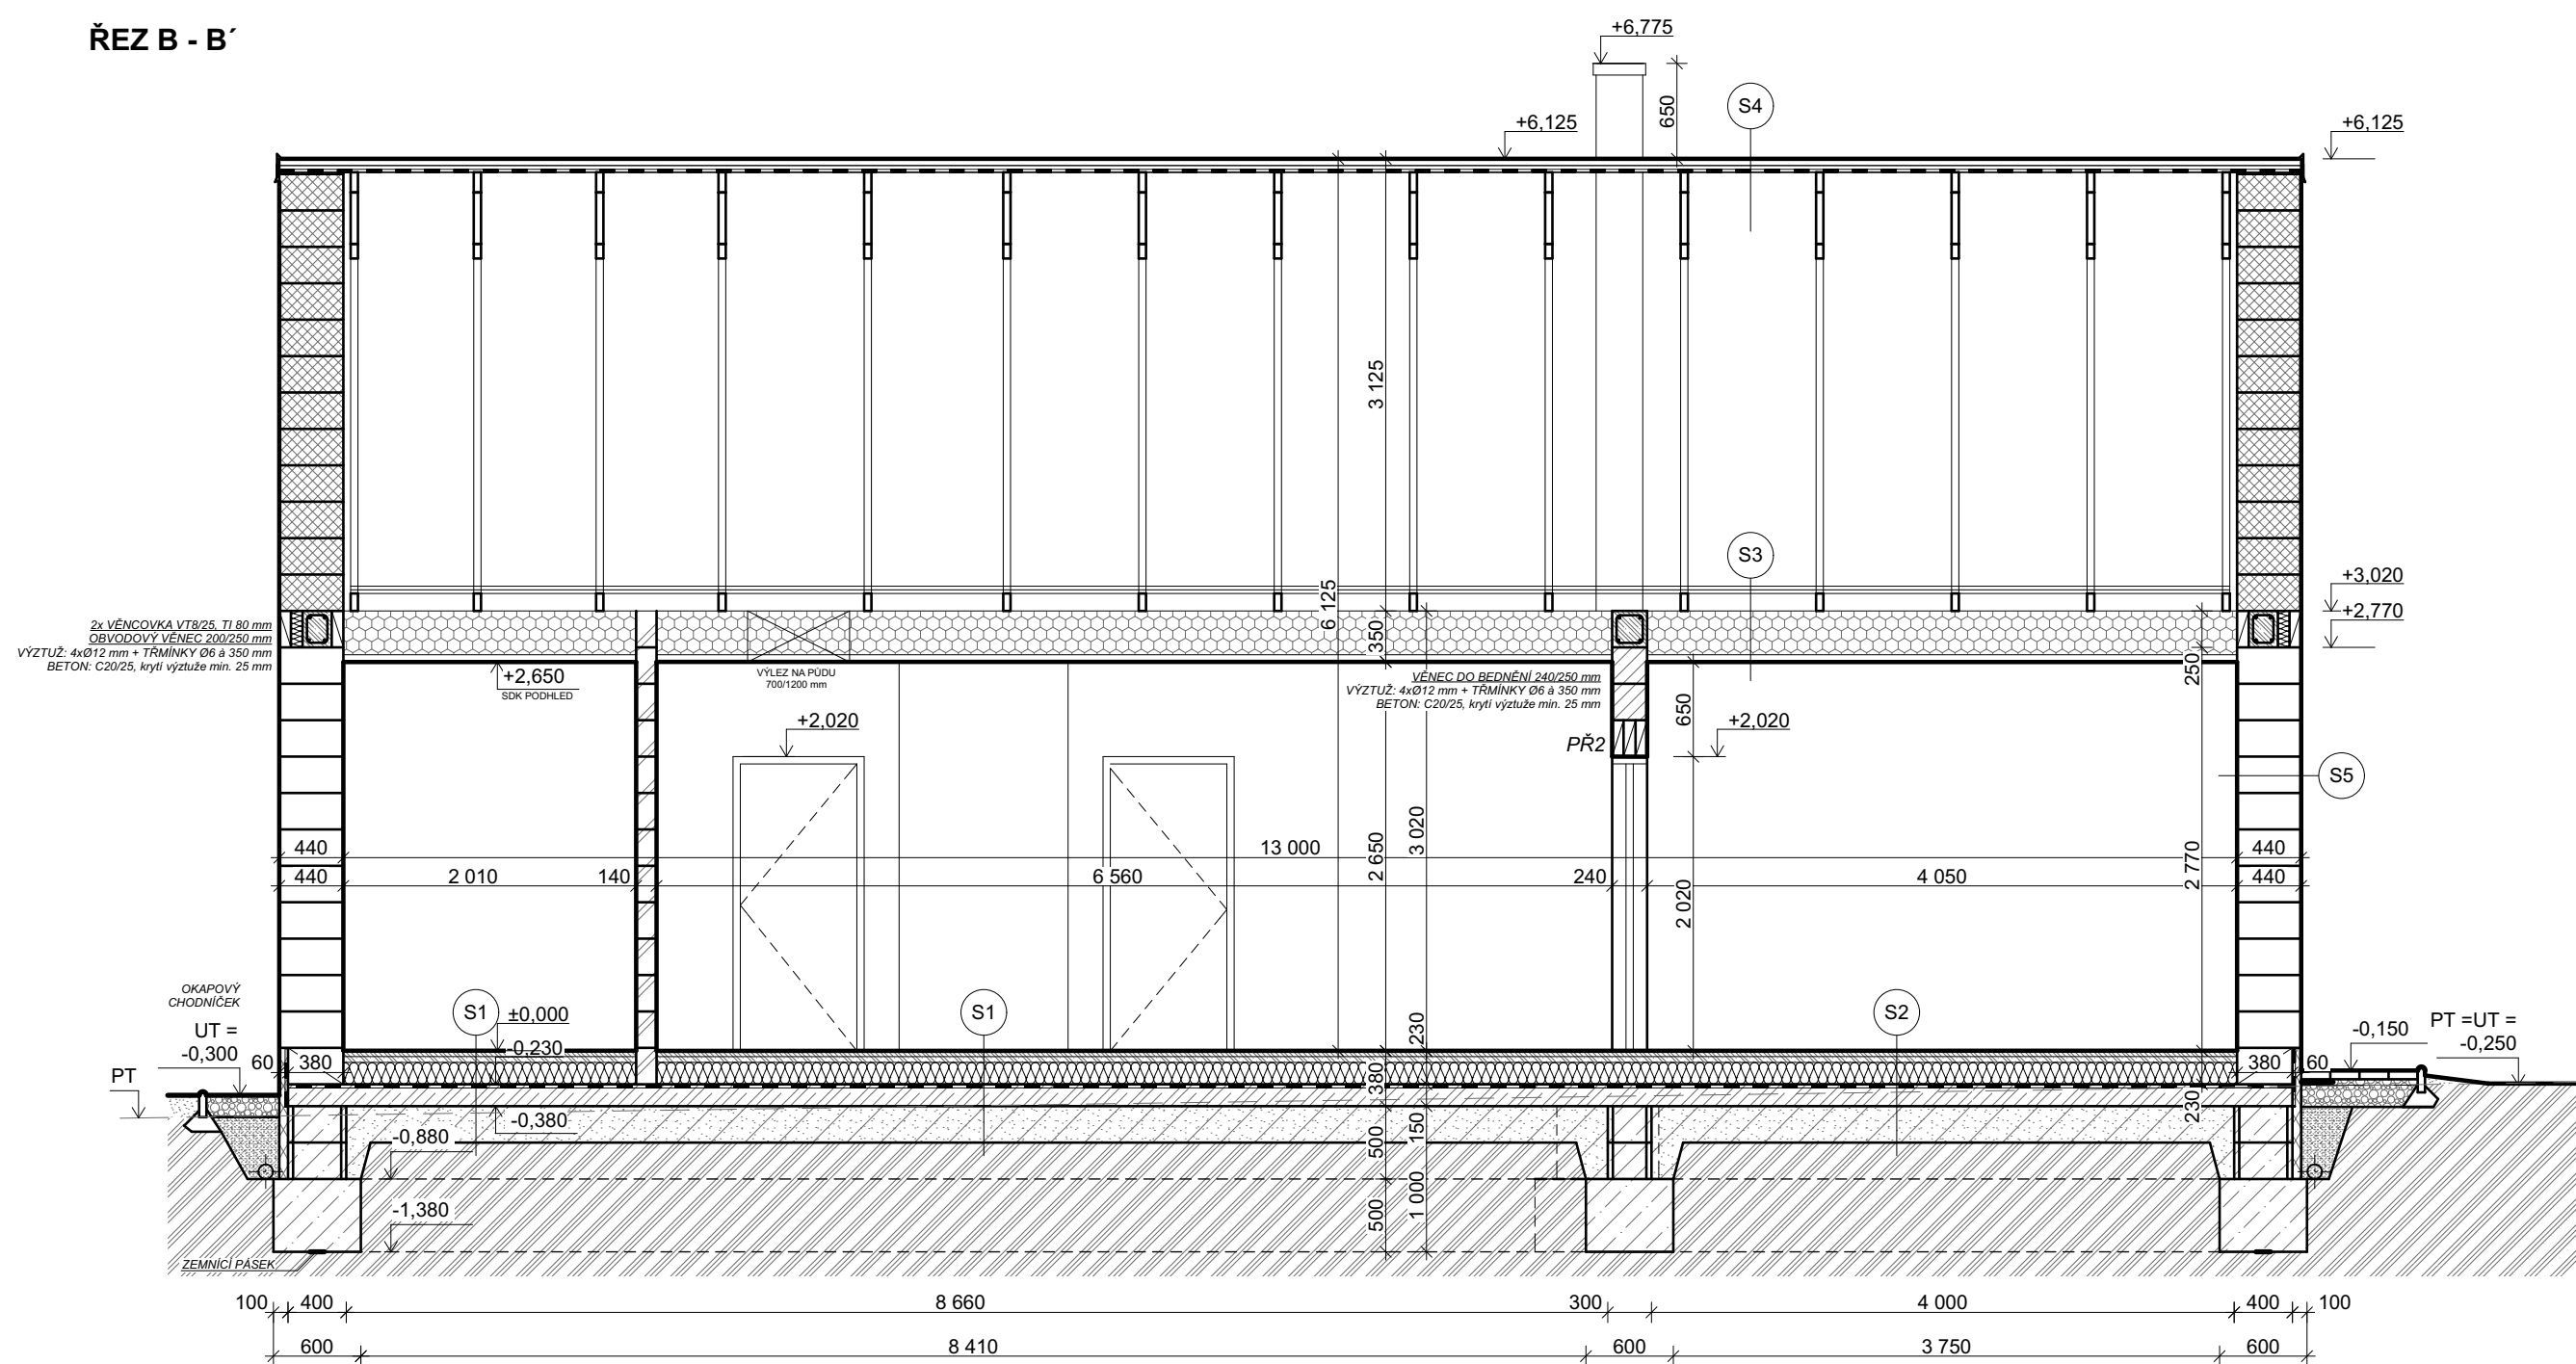 ŘEZ B - B´
+6,775
650
S4
+6,125
+6,125
3 125
6 125
S3
+3,020
+2,770
2x VĚNCOVKA VT8/25, TI 80 mm
OBVODOVÝ VĚNEC 200/250 mm
VÝZTUŽ: 4xØ12 mm + TŘMÍNKY Ø6 à 350 mm
BETON: C20/25, krytí výztuže min. 25 mm
350
250
+2,650
SDK PODHLED
VÝLEZ NA PŮDU
700/1200 mm
VĚNEC DO BEDNĚNÍ 240/250 mm
VÝZTUŽ: 4xØ12 mm + TŘMÍNKY Ø6 à 350 mm
BETON: C20/25, krytí výztuže min. 25 mm
650
+2,020
+2,020
PŘ2
S5
3 020
2 650
2 770
2 020
440
13 000
440
440
2 010
140
6 560
240
4 050
440
OKAPOVÝ
CHODNÍČEK
UT =
-0,300
PT
S1
±0,000
-0,230
S1
230
S2
-0,150
PT =UT =
-0,250
60
380
380
380
60
-0,380
-0,880
150
500
230
-1,380
1 000
500
ZEMNÍCÍ PÁSEK
100
400
8 660
300
4 000
400
100
600
8 410
600
3 750
600